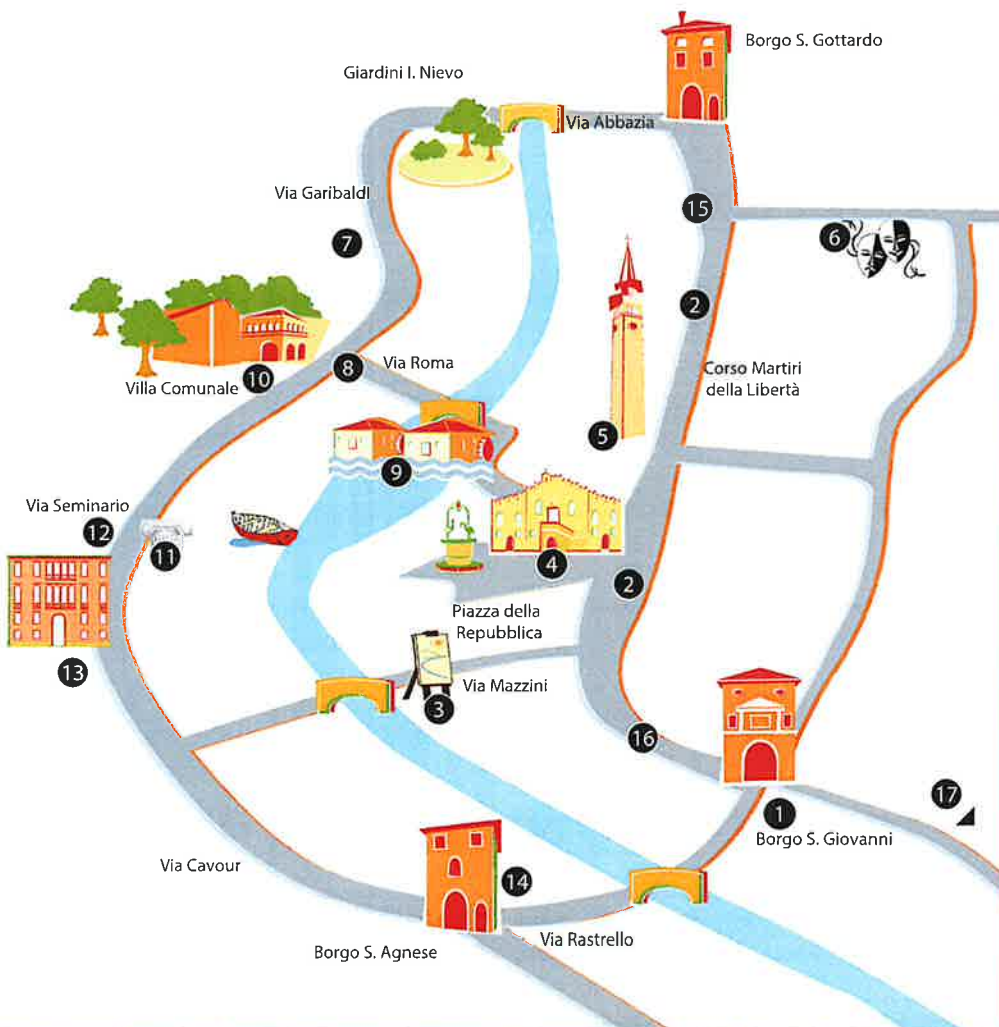 Borgo S. Gottardo
Giardini I. Nievo
Via Abbazia
Via Garibaldi
15
6
7
2
Via Roma
8
Corso Martiri
della Libertà
Villa Comunale
10
5
9
Via Seminario
12
11
4
2
Piazza della
Repubblica
13
Via Mazzini
3
16
17
1
Borgo S. Giovanni
Via Cavour
14
Via Rastrello
Borgo S. Agnese